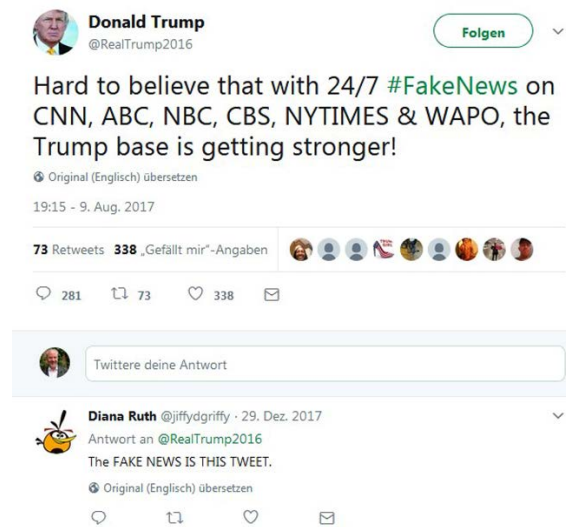 Donald Trump
@RealTrump2016
Folgen
Hard to believe that with 24/7 #FakeNews on
CNN, ABC, NBC, CBS, NYTIMES & WAPO, the
Trump base is getting stronger!
Original (Englisch) übersetzen
19:15 - 9. Aug. 2017
73 Retweets 338 „Gefällt mir“-Angaben
281 73 338
Twittere deine Antwort
Diana Ruth @jiffydgriffy · 29. Dez. 2017
Antwort an @RealTrump2016
The FAKE NEWS IS THIS TWEET.
Original (Englisch) übersetzen